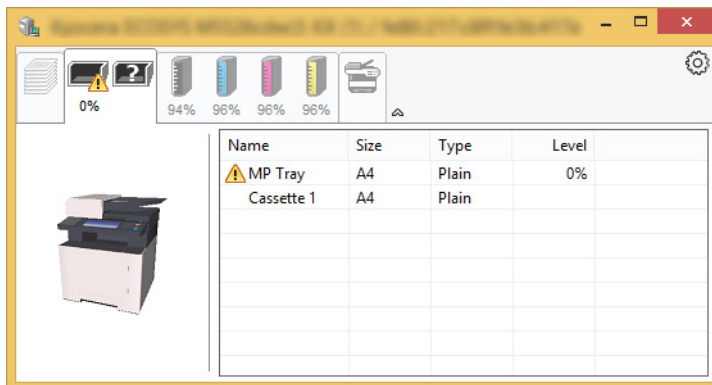 0% 94% 96% 96% 96%
Name Size Type Level
MP Tray A4 Plain 0%
Cassette 1 A4 Plain